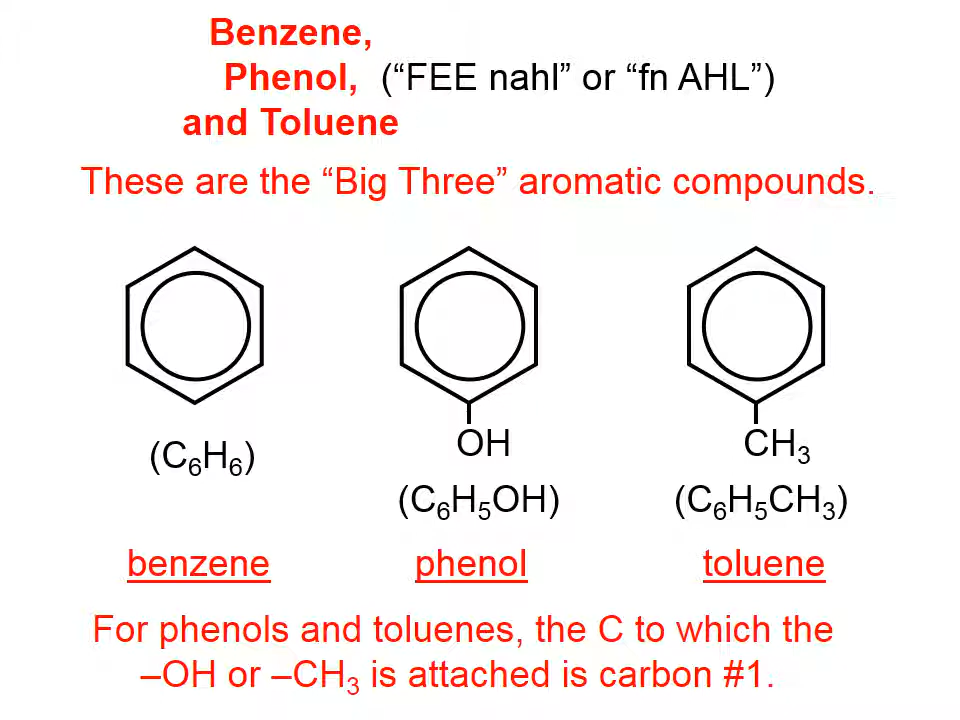 Benzene,
Phenol, (“FEE nahl” or “fn AHL”)
and Toluene
These are the “Big Three” aromatic compounds.
OH
CH₃
(C₆H₆)
(C₆H₅OH)
(C₆H₅CH₃)
benzene
phenol
toluene
For phenols and toluenes, the C to which the
–OH or –CH₃ is attached is carbon #1.